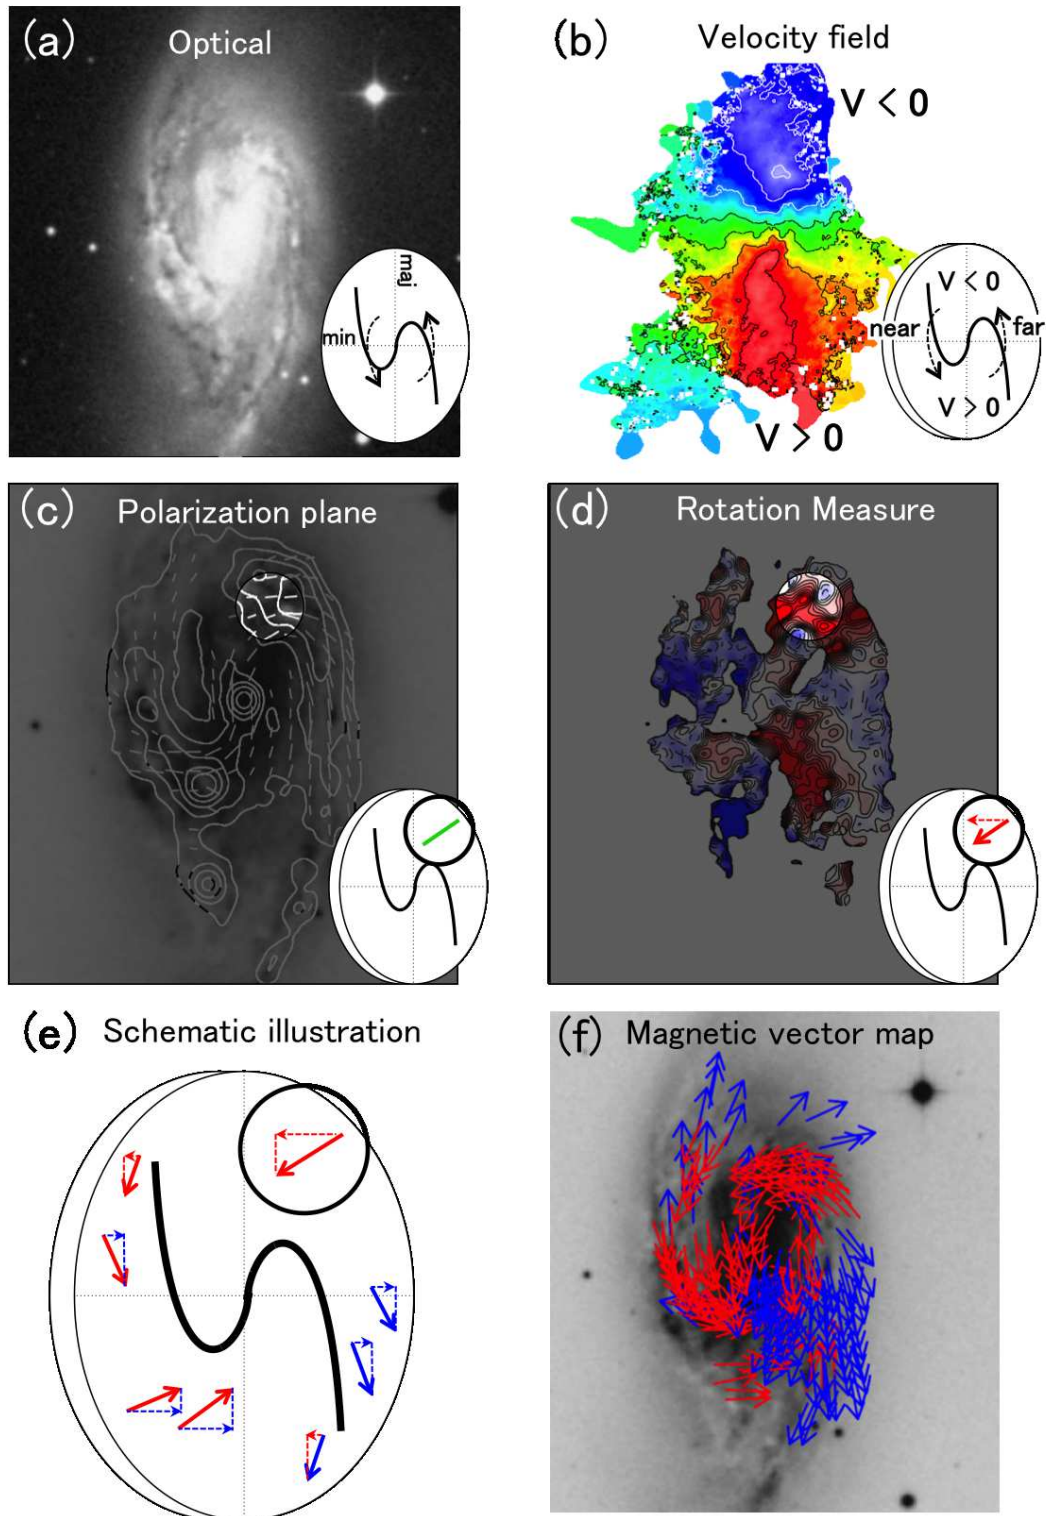 (a) Optical
maj
min
(b) Velocity field
V < 0
V < 0
near far
V > 0
V > 0
(c) Polarization plane
(d) Rotation Measure
(e) Schematic illustration
(f) Magnetic vector map